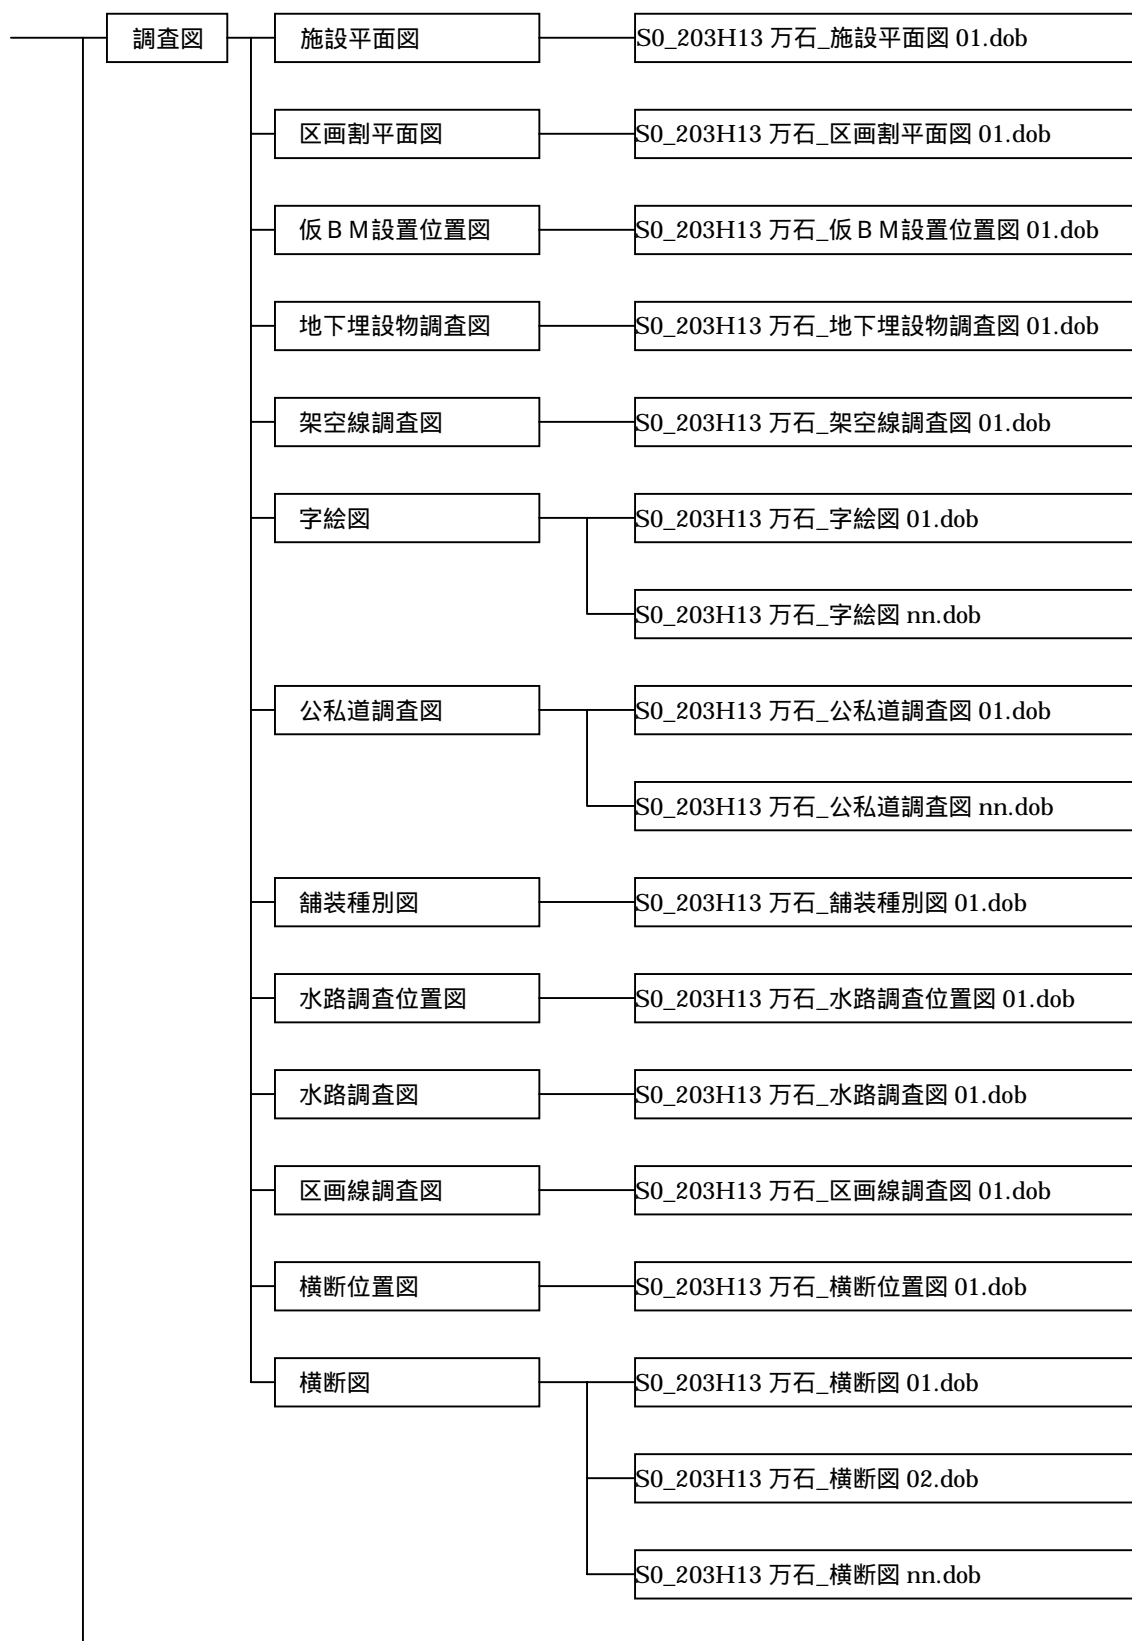 調査図
施設平面図
S0_203H13 万石_施設平面図 01.dob
区画割平面図
S0_203H13 万石_区画割平面図 01.dob
仮ＢＭ設置位置図
S0_203H13 万石_仮ＢＭ設置位置図 01.dob
地下埋設物調査図
S0_203H13 万石_地下埋設物調査図 01.dob
架空線調査図
S0_203H13 万石_架空線調査図 01.dob
字絵図
S0_203H13 万石_字絵図 01.dob
S0_203H13 万石_字絵図 nn.dob
公私道調査図
S0_203H13 万石_公私道調査図 01.dob
S0_203H13 万石_公私道調査図 nn.dob
舗装種別図
S0_203H13 万石_舗装種別図 01.dob
水路調査位置図
S0_203H13 万石_水路調査位置図 01.dob
水路調査図
S0_203H13 万石_水路調査図 01.dob
区画線調査図
S0_203H13 万石_区画線調査図 01.dob
横断位置図
S0_203H13 万石_横断位置図 01.dob
横断図
S0_203H13 万石_横断図 01.dob
S0_203H13 万石_横断図 02.dob
S0_203H13 万石_横断図 nn.dob